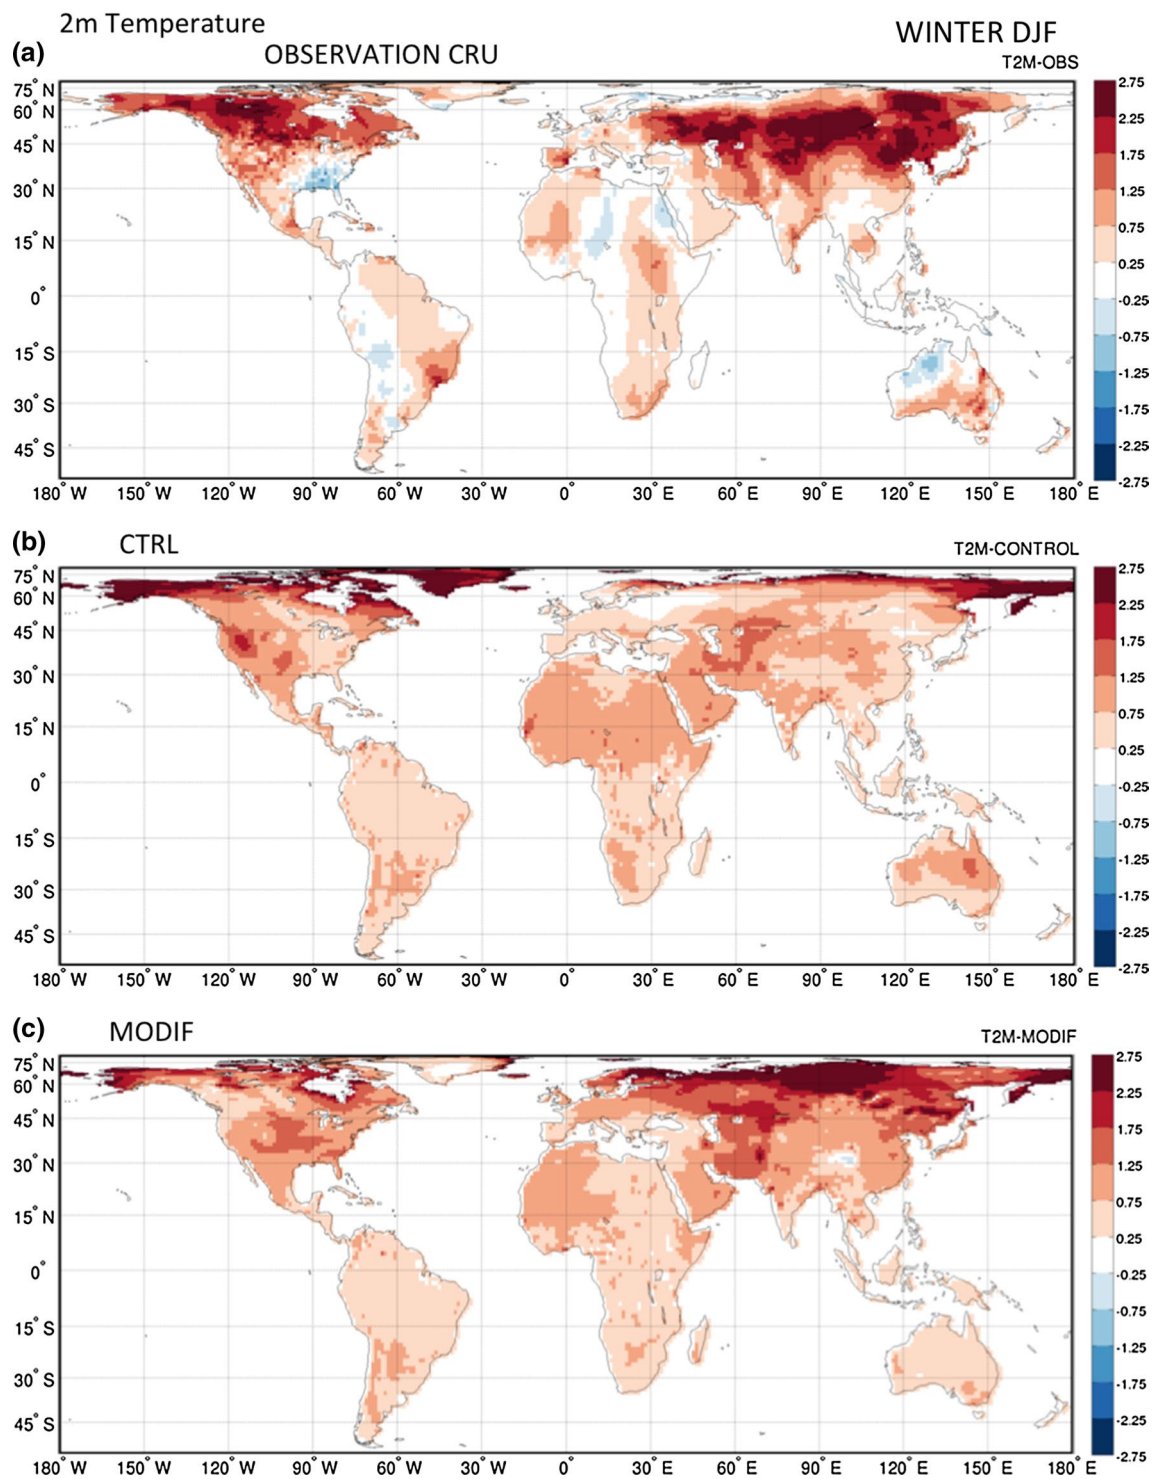 2m Temperature
WINTER DJF
(a)
OBSERVATION CRU
T2M-OBS
75° N
60° N
45° N
30° N
15° N
0°
15° S
30° S
45° S
180° W 150° W 120° W 90° W 60° W 30° W 0 30° E 60° E 90° E 120° E 150° E 180° E
2.75
2.25
1.75
1.25
0.75
0.25
-0.25
-0.75
-1.25
-1.75
-2.25
-2.75
(b)
CTRL
T2M-CONTROL
75° N
60° N
45° N
30° N
15° N
0°
15° S
30° S
45° S
180° W 150° W 120° W 90° W 60° W 30° W 0 30° E 60° E 90° E 120° E 150° E 180° E
2.75
2.25
1.75
1.25
0.75
0.25
-0.25
-0.75
-1.25
-1.75
-2.25
-2.75
(c)
MODIF
T2M-MODIF
75° N
60° N
45° N
30° N
15° N
0°
15° S
30° S
45° S
180° W 150° W 120° W 90° W 60° W 30° W 0 30° E 60° E 90° E 120° E 150° E 180° E
2.75
2.25
1.75
1.25
0.75
0.25
-0.25
-0.75
-1.25
-1.75
-2.25
-2.75